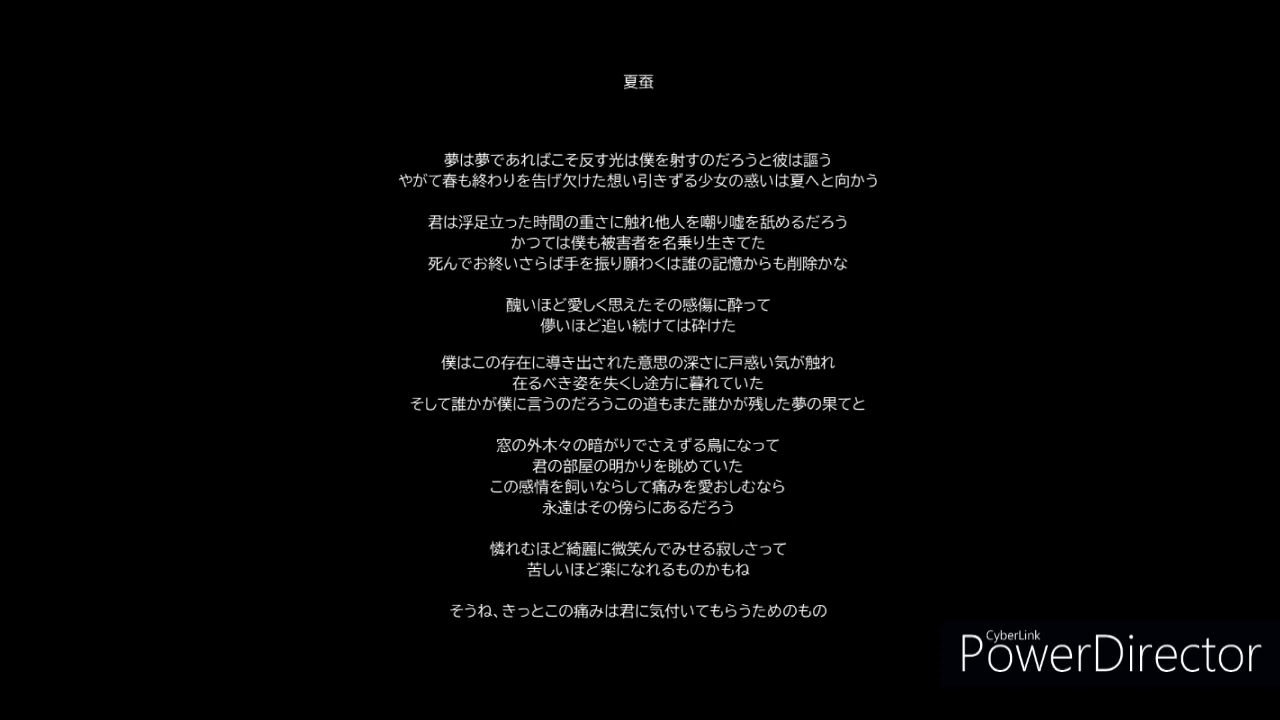 夏蚕
夢は夢であればこそ反す光は僕を射すのだろうと彼は謳う
やがて春も終わりを告げ欠けた想い引きずる少女の惑いは夏へと向かう
君は浮足立った時間の重さに触れ他人を嘲り嘘を舐めるだろう
かつては僕も被害者を名乗り生きてた
死んでお終いさらば手を振り願わくは誰の記憶からも削除かな
醜いほど愛しく思えたその感傷に酔って
儚いほど追い続けては砕けた
僕はこの存在に導き出された意思の深さに戸惑い気が触れ
在るべき姿を失くし途方に暮れていた
そして誰かが僕に言うのだろうこの道もまた誰かが残した夢の果てと
窓の外木々の暗がりでさえずる鳥になって
君の部屋の明かりを眺めていた
この感情を飼いならして痛みを愛おしむなら
永遠はその傍らにあるだろう
憐れむほど綺麗に微笑んでみせる寂しさって
苦しいほど楽になれるものかもね
そうね、きっとこの痛みは君に気付いてもらうためのもの
CyberLink
PowerDirector